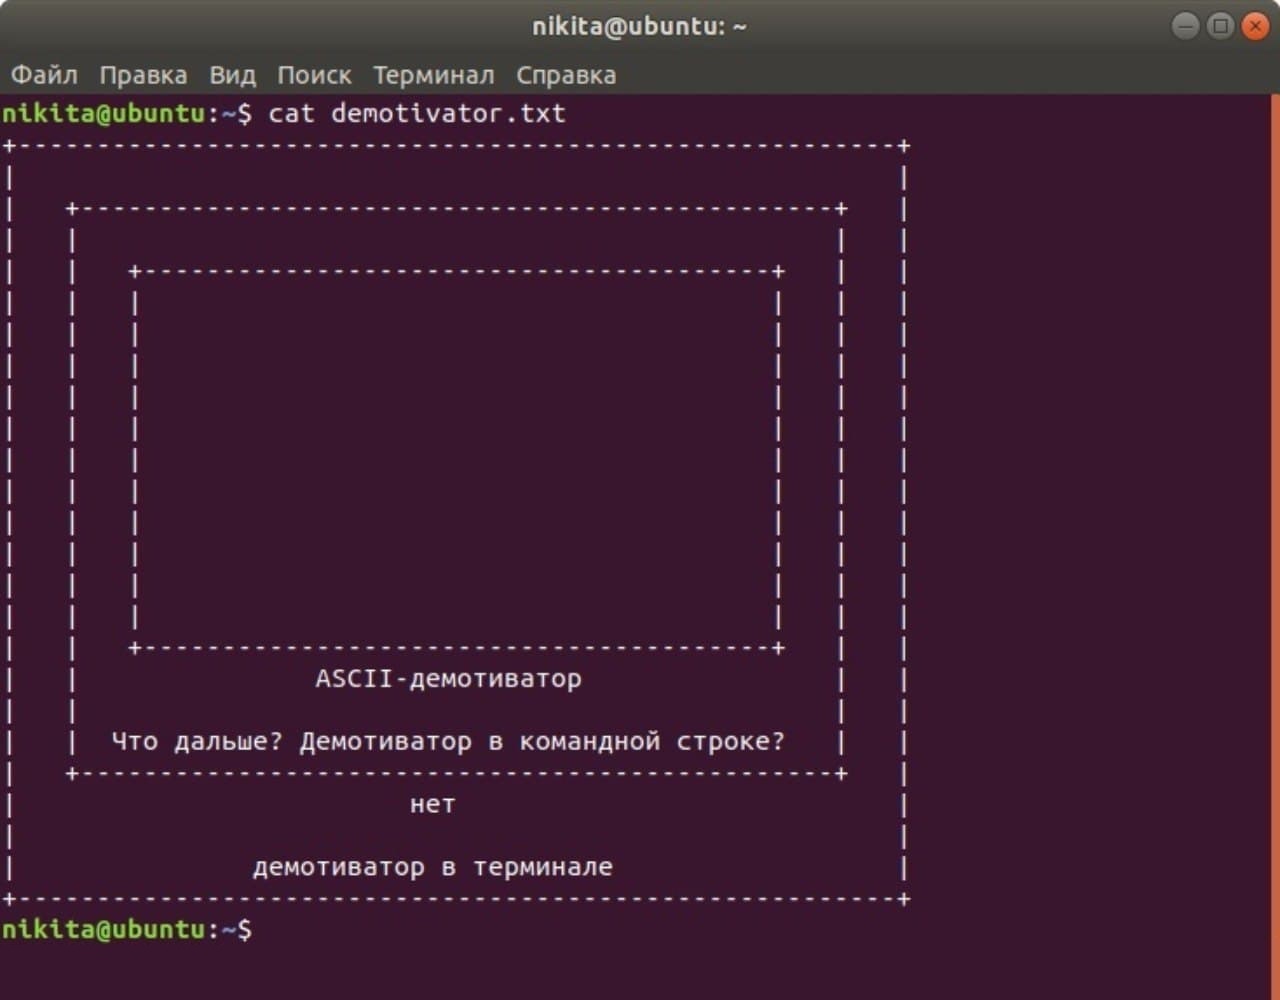 nikita@ubuntu: ~
Файл Правка Вид Поиск Терминал Справка
nikita@ubuntu:~$ cat demotivator.txt
ASCII-демотиватор
Что дальше? Демотиватор в командной строке?
нет
демотиватор в терминале
nikita@ubuntu:~$